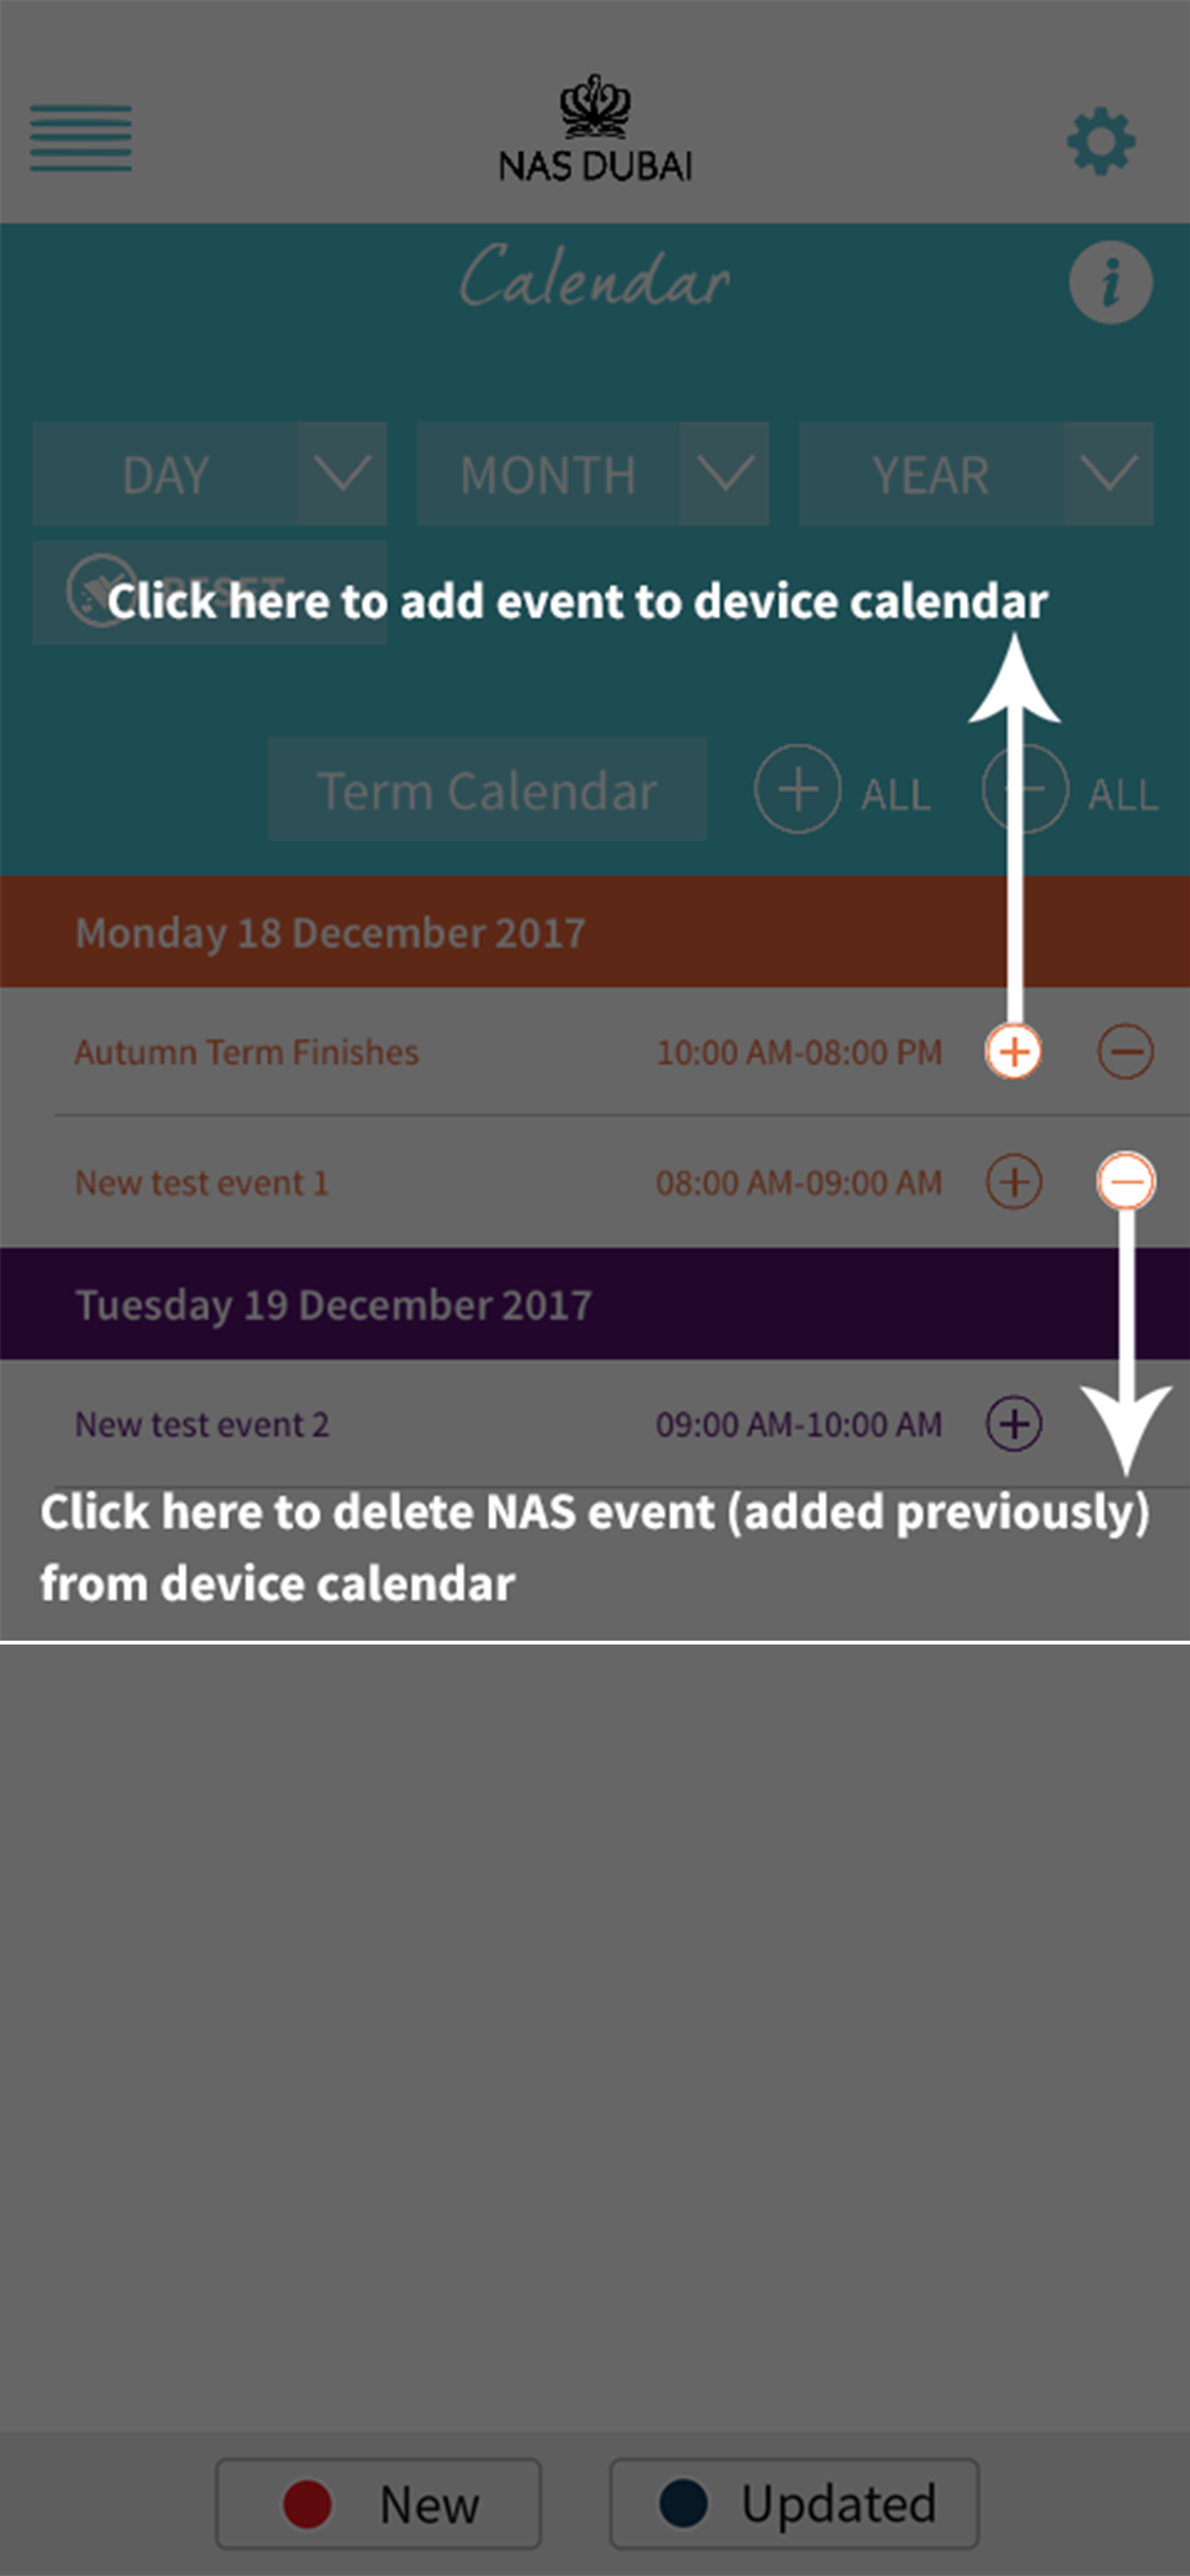 NAS DUBAI
Calendar
DAY
MONTH
YEAR
RESET
Click here to add event to device calendar
Term Calendar
ALL
ALL
Monday 18 December 2017
Autumn Term Finishes 10:00 AM-08:00 PM
New test event 1 08:00 AM-09:00 AM
Tuesday 19 December 2017
New test event 2 09:00 AM-10:00 AM
Click here to delete NAS event (added previously)
from device calendar
New
Updated